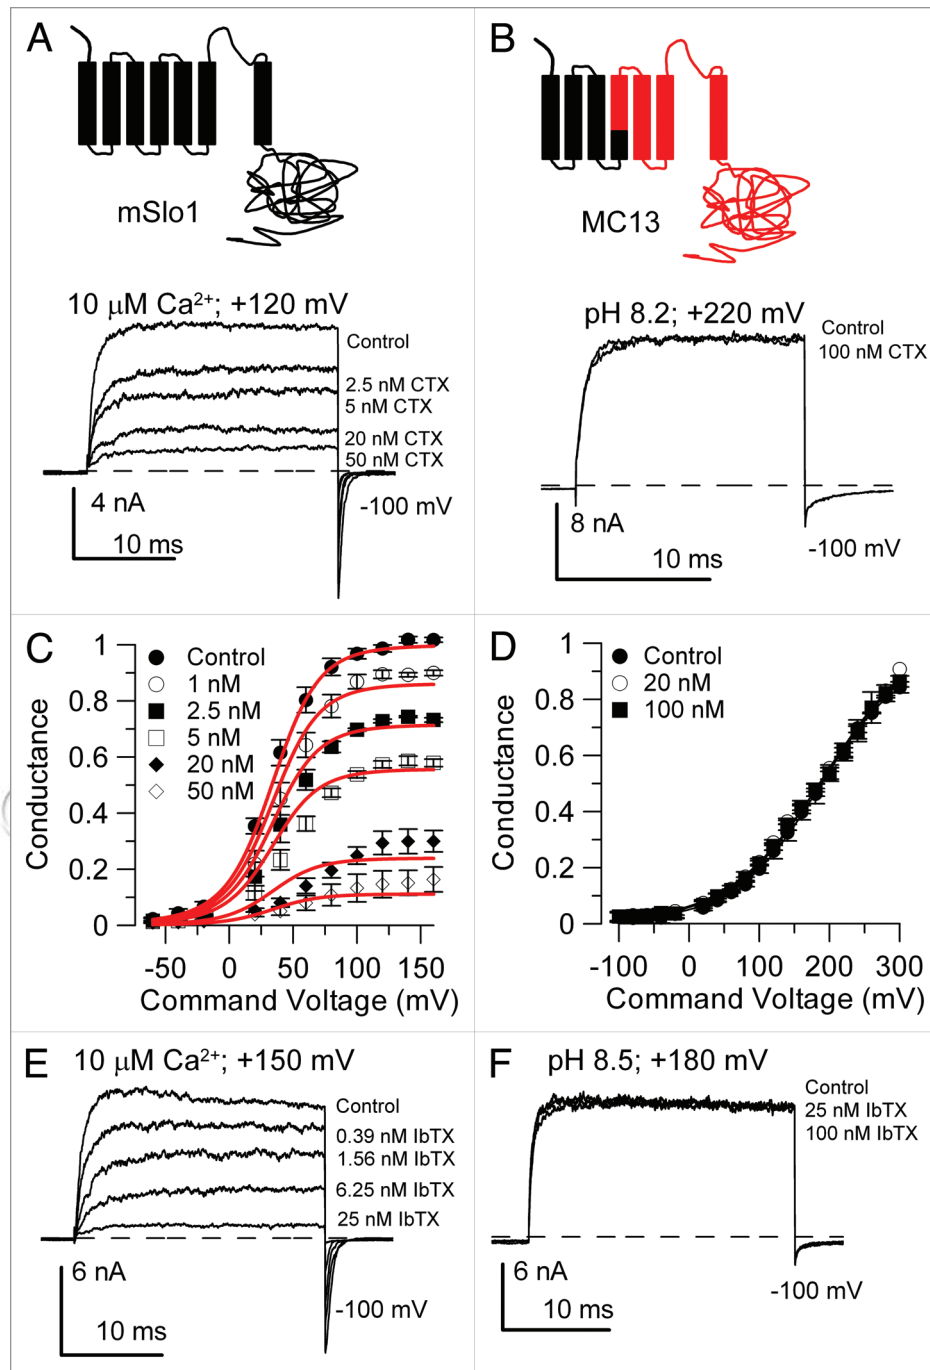 A
mSlo1
10 μM Ca²⁺; +120 mV
Control
2.5 nM CTX
5 nM CTX
20 nM CTX
50 nM CTX
4 nA
10 ms
-100 mV
B
MC13
pH 8.2; +220 mV
Control
100 nM CTX
8 nA
10 ms
-100 mV
C
Control
1 nM
2.5 nM
5 nM
20 nM
50 nM
1
0.8
0.6
0.4
0.2
0
Conductance
-50 0 50 100 150
Command Voltage (mV)
D
Control
20 nM
100 nM
1
0.8
0.6
0.4
0.2
0
Conductance
-100 0 100 200 300
Command Voltage (mV)
E
10 μM Ca²⁺; +150 mV
Control
0.39 nM IbTX
1.56 nM IbTX
6.25 nM IbTX
25 nM IbTX
6 nA
10 ms
-100 mV
F
pH 8.5; +180 mV
Control
25 nM IbTX
100 nM IbTX
6 nA
10 ms
-100 mV